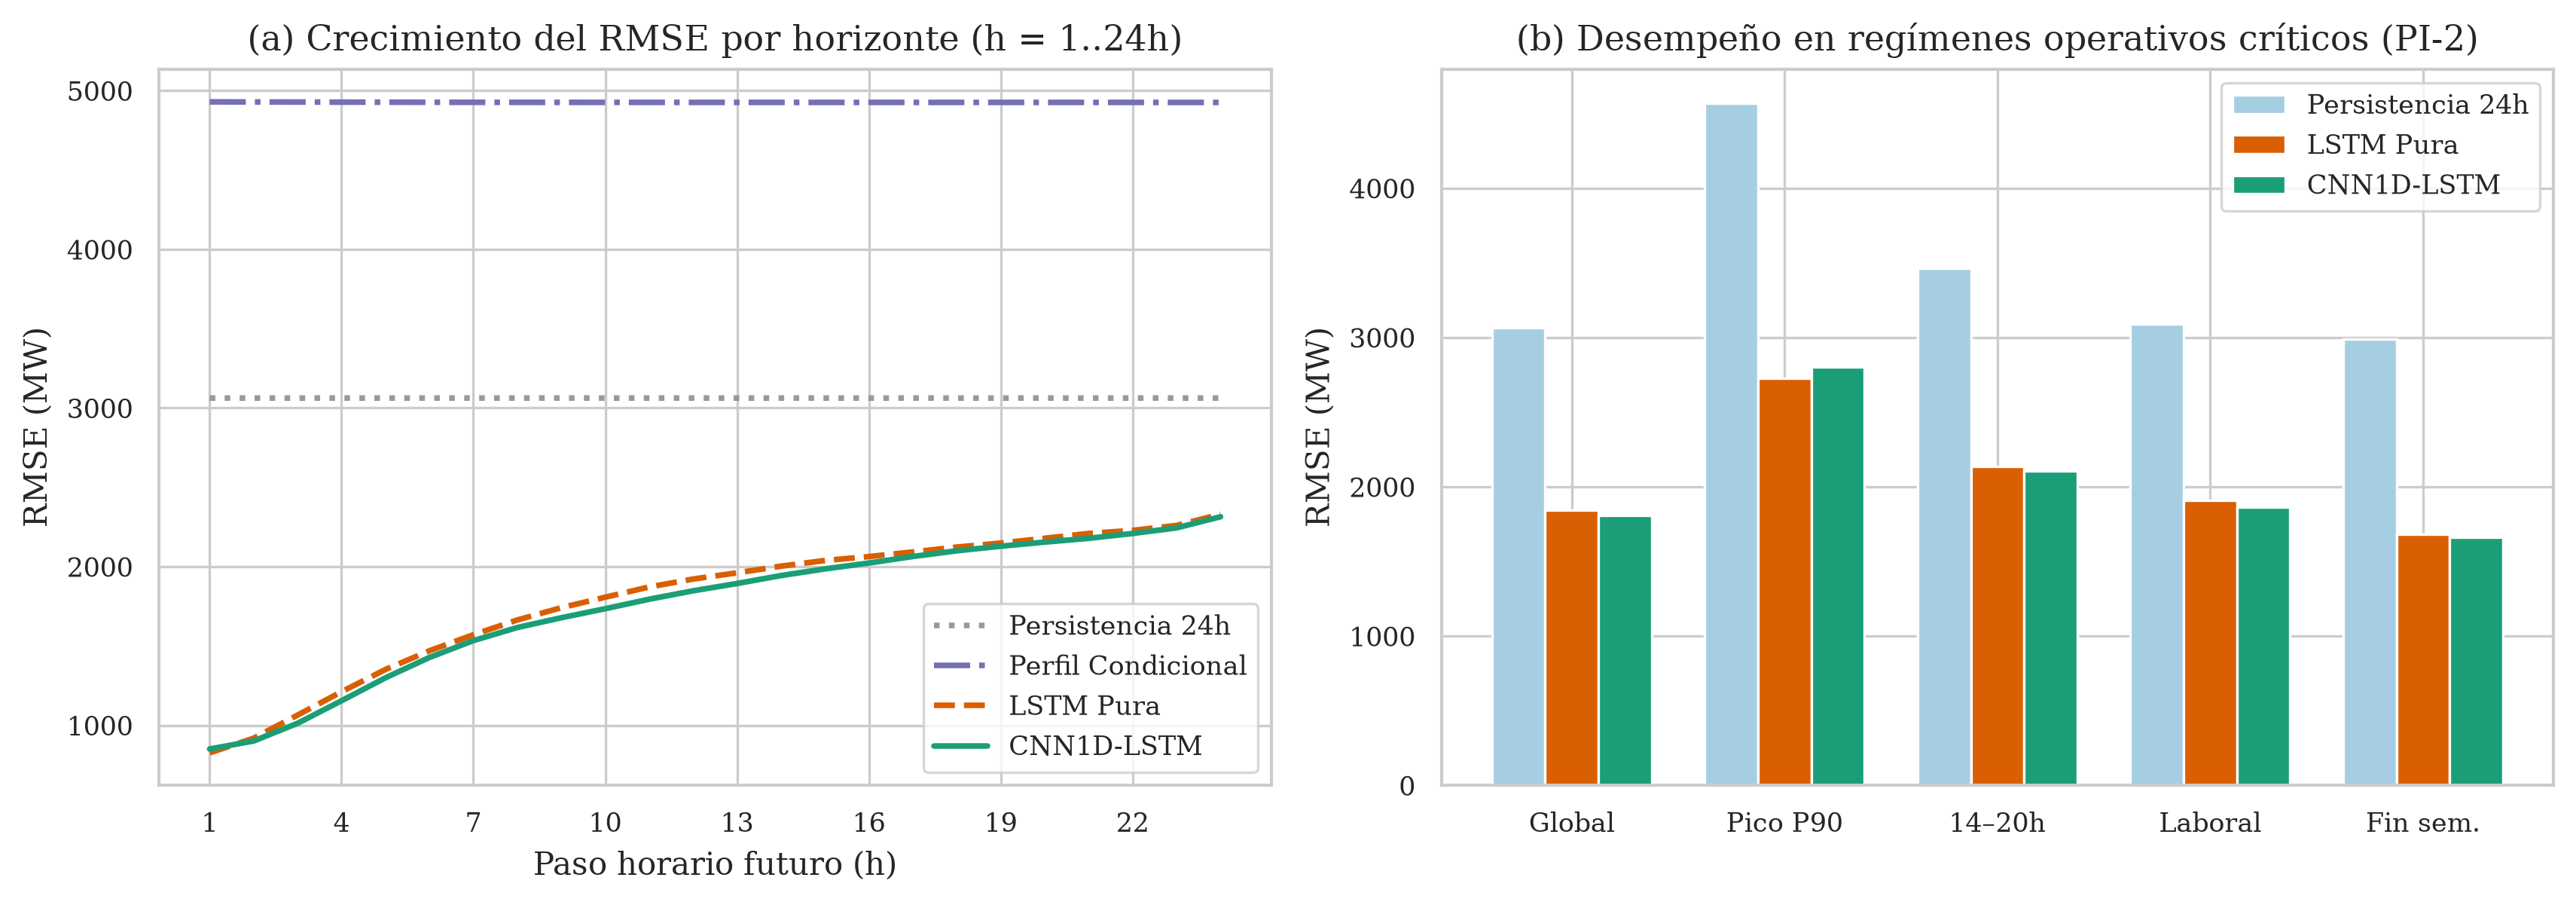 (a) Crecimiento del RMSE por horizonte (h = 1..24h)
RMSE (MW)
5000
4000
3000
2000
1000
1 4 7 10 13 16 19 22
Paso horario futuro (h)
Persistencia 24h
Perfil Condicional
LSTM Pura
CNN1D-LSTM
(b) Desempeño en regímenes operativos críticos (PI-2)
RMSE (MW)
4000
3000
2000
1000
0
Global Pico P90 14–20h Laboral Fin sem.
Persistencia 24h
LSTM Pura
CNN1D-LSTM